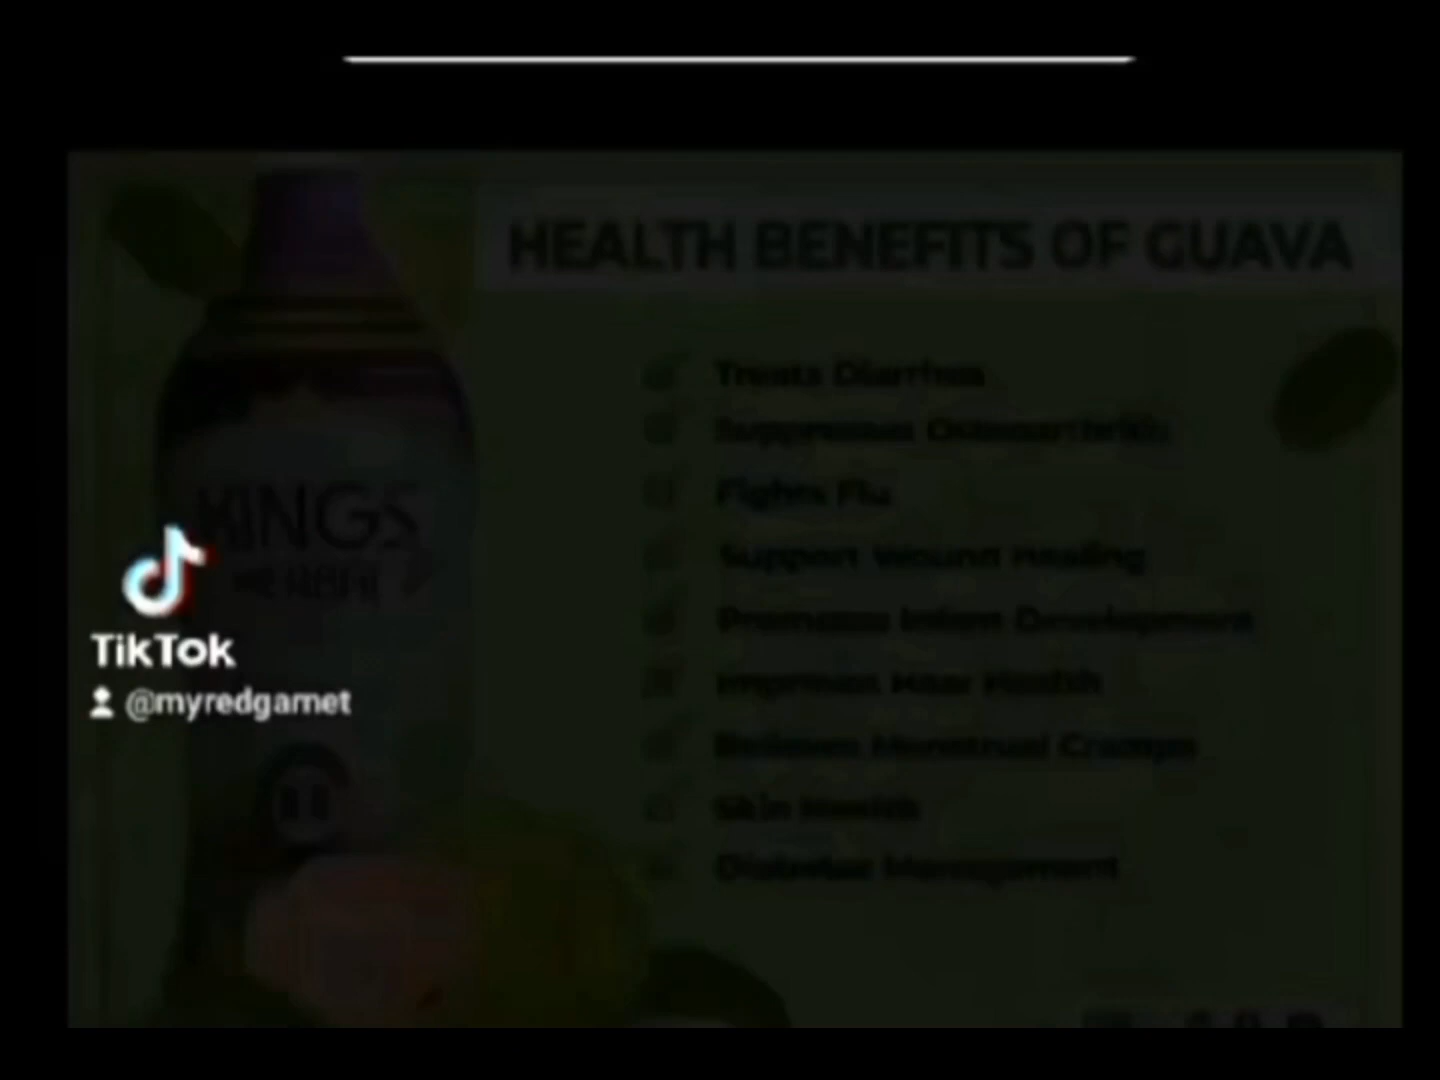 HEALTH BENEFITS OF GUAVA
Treats Diarrhea
Suppresses Osteoarthritis
Fights Flu
Support Wound Healing
Promotes Infant Development
Improves Hair Health
Relieves Menstrual Cramps
Skin Health
Diabetes Management
KINGS
TikTok
@myredgarnet